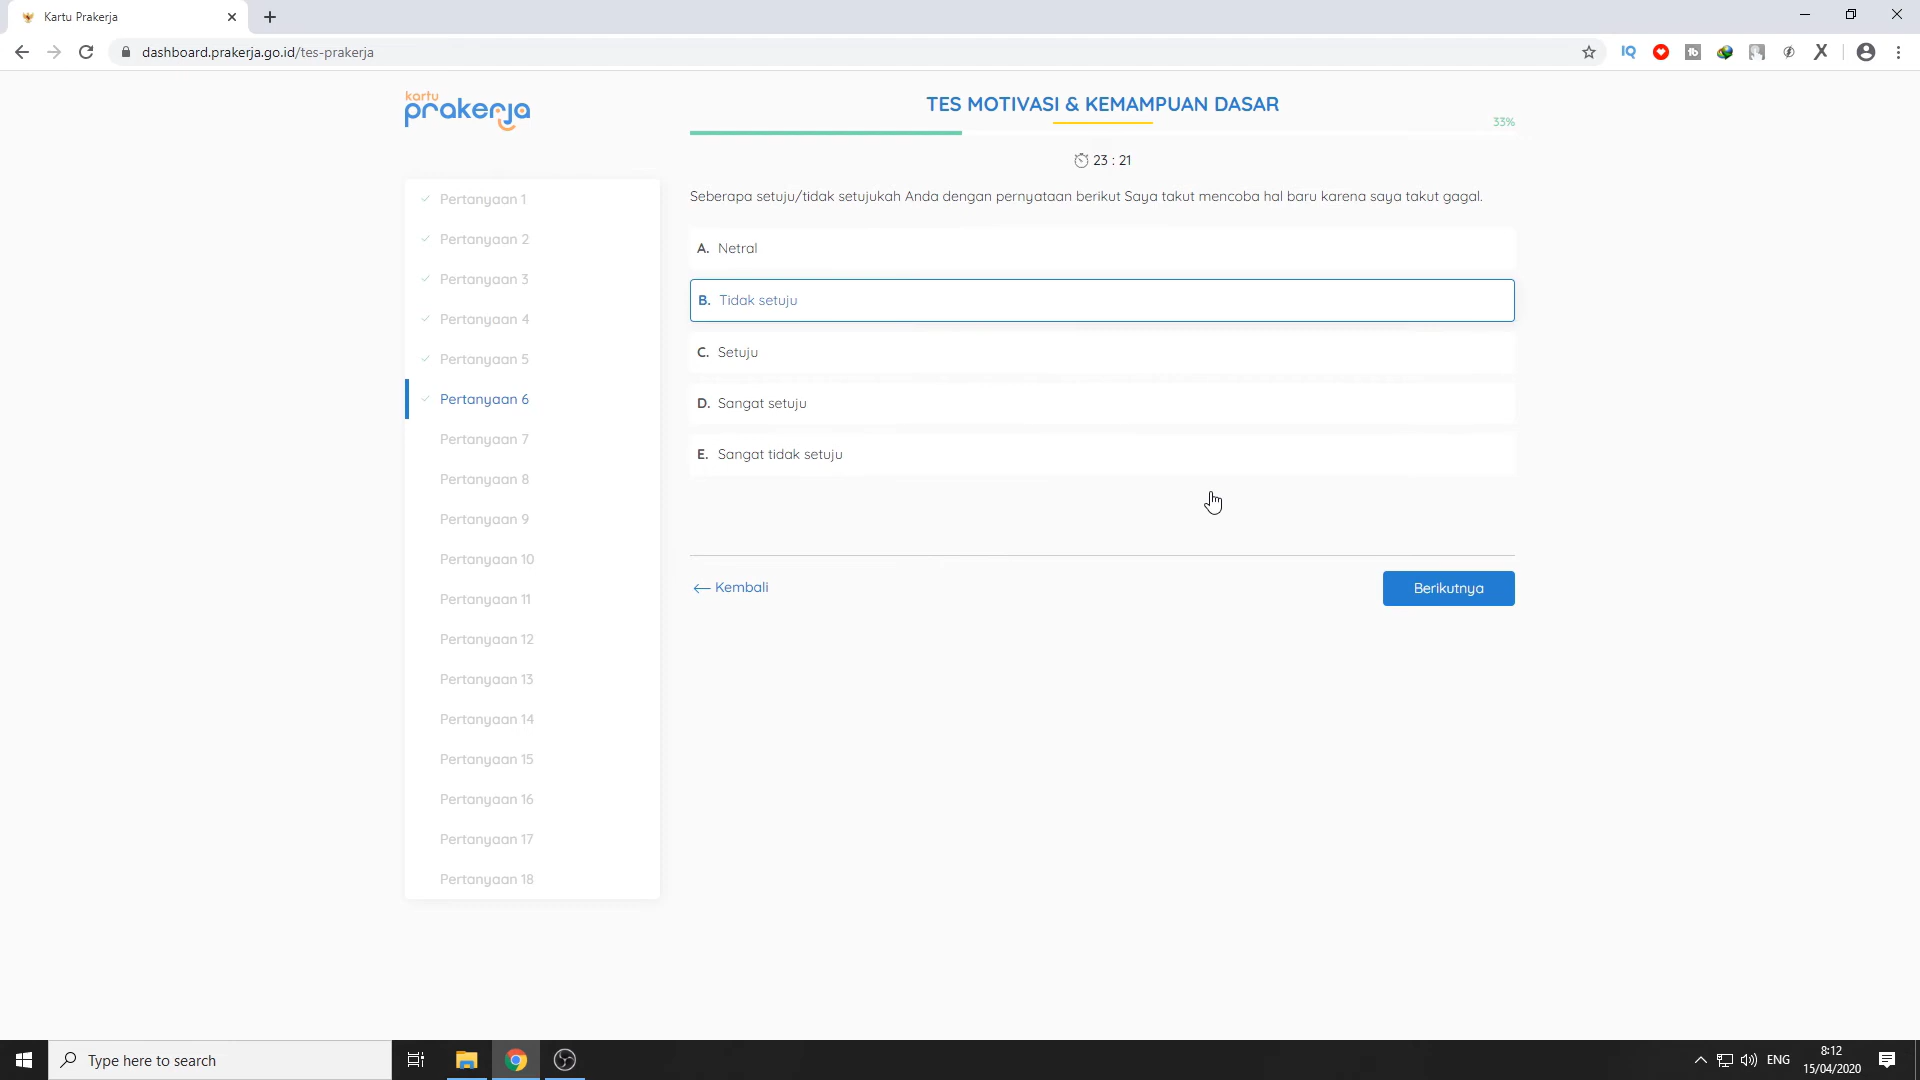 Kartu Prakerja
dashboard.prakerja.go.id/tes-prakerja
IQ
tb
kartu
prakerja
TES MOTIVASI & KEMAMPUAN DASAR
33%
23 : 21
Pertanyaan 1
Pertanyaan 2
Pertanyaan 3
Pertanyaan 4
Pertanyaan 5
Pertanyaan 6
Pertanyaan 7
Pertanyaan 8
Pertanyaan 9
Pertanyaan 10
Pertanyaan 11
Pertanyaan 12
Pertanyaan 13
Pertanyaan 14
Pertanyaan 15
Pertanyaan 16
Pertanyaan 17
Pertanyaan 18
Seberapa setuju/tidak setujukah Anda dengan pernyataan berikut Saya takut mencoba hal baru karena saya takut gagal.
A. Netral
B. Tidak setuju
C. Setuju
D. Sangat setuju
E. Sangat tidak setuju
Kembali
Berikutnya
Type here to search
ENG
8:12
15/04/2020